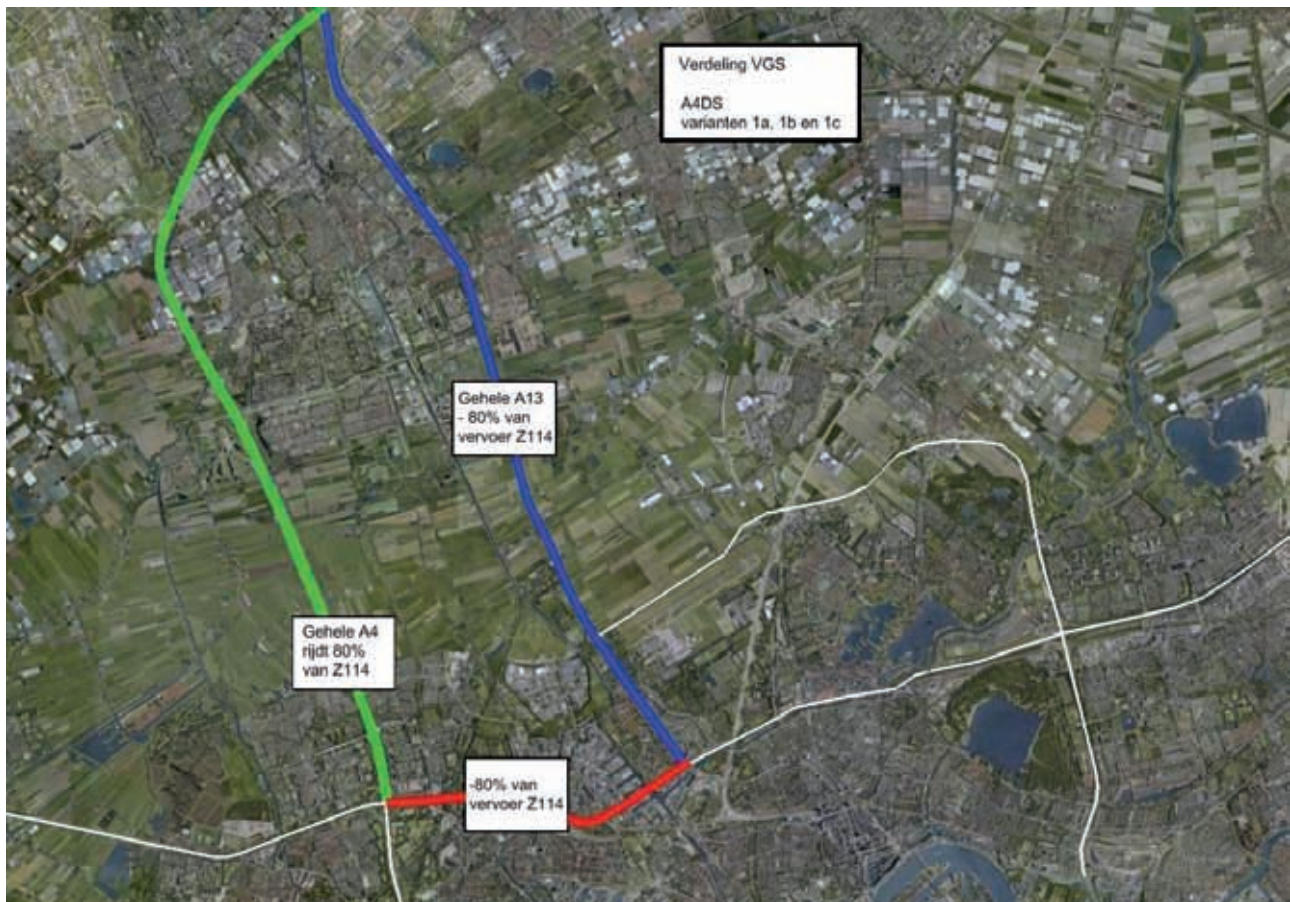 Verdeling VGS
A4DS
varianten 1a, 1b en 1c
Gehele A13
- 80% van
vervoer Z114
Gehele A4
rijdt 80%
van Z114
-80% van
vervoer Z114